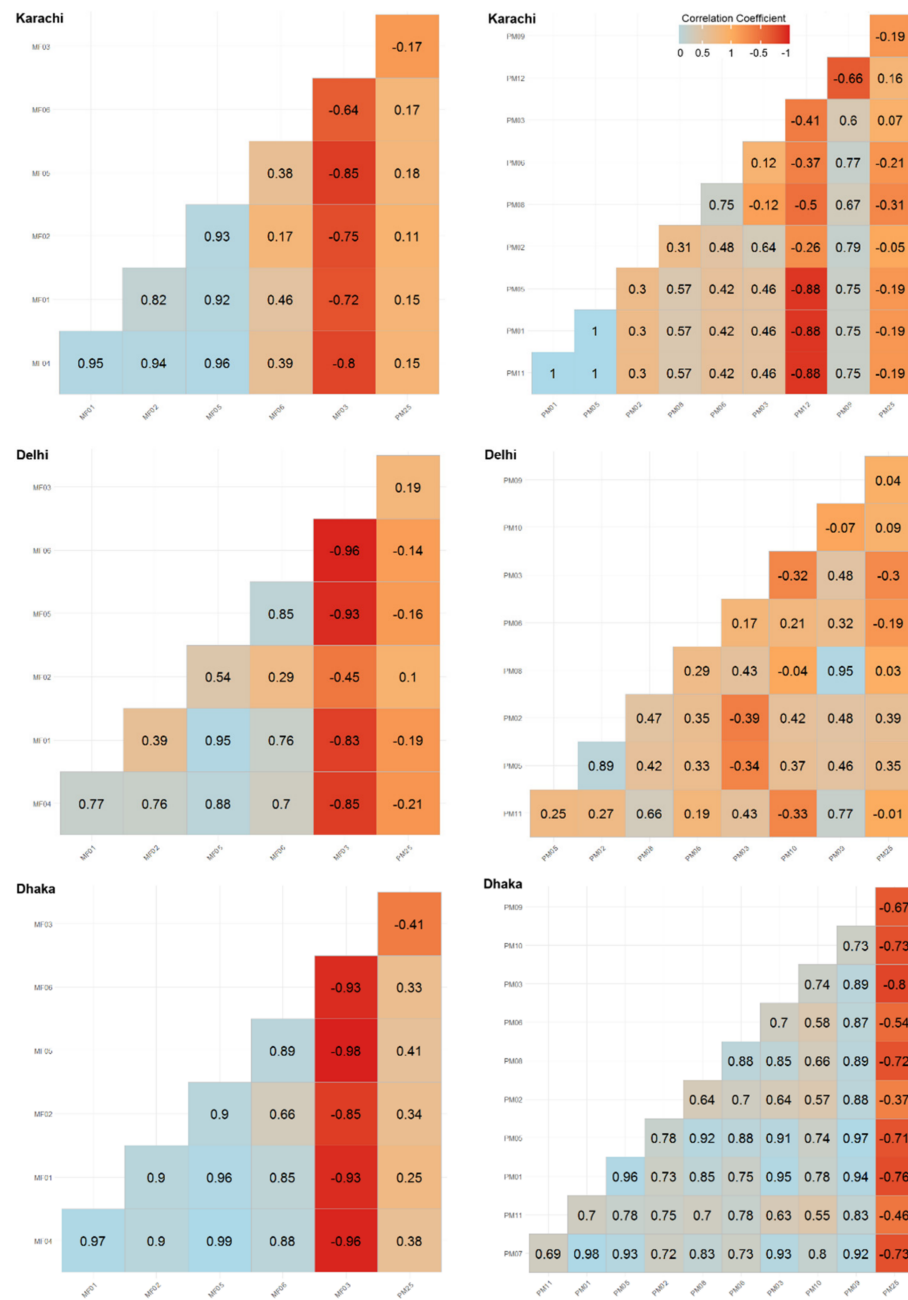 Karachi
MF03 -0.17
MF06 -0.64 0.17
MF05 0.38 -0.85 0.18
MF02 0.93 0.17 -0.75 0.11
MF01 0.82 0.92 0.46 -0.72 0.15
MF04 0.95 0.94 0.96 0.39 -0.8 0.15
MF01 MF02 MF05 MF06 MF03 PM25
Karachi
Correlation Coefficient
0 0.5 1 -0.5 -1
PM09 -0.19
PM12 -0.66 0.16
PM03 -0.41 0.6 0.07
PM06 0.12 -0.37 0.77 -0.21
PM08 0.75 -0.12 -0.5 0.67 -0.31
PM02 0.31 0.48 0.64 -0.26 0.79 -0.05
PM05 0.3 0.57 0.42 0.46 -0.88 0.75 -0.19
PM01 1 0.3 0.57 0.42 0.46 -0.88 0.75 -0.19
PM11 1 1 0.3 0.57 0.42 0.46 -0.88 0.75 -0.19
PM01 PM05 PM02 PM08 PM06 PM03 PM12 PM09 PM25
Delhi
MF03 0.19
MF06 -0.96 -0.14
MF05 0.85 -0.93 -0.16
MF02 0.54 0.29 -0.45 0.1
MF01 0.39 0.95 0.76 -0.83 -0.19
MF04 0.77 0.76 0.88 0.7 -0.85 -0.21
MF01 MF02 MF05 MF06 MF03 PM25
Delhi
PM09 0.04
PM10 -0.07 0.09
PM03 -0.32 0.48 -0.3
PM06 0.17 0.21 0.32 -0.19
PM08 0.29 0.43 -0.04 0.95 0.03
PM02 0.47 0.35 -0.39 0.42 0.48 0.39
PM05 0.89 0.42 0.33 -0.34 0.37 0.46 0.35
PM11 0.25 0.27 0.66 0.19 0.43 -0.33 0.77 -0.01
PM05 PM02 PM08 PM06 PM03 PM10 PM09 PM25
Dhaka
MF03 -0.41
MF06 -0.93 0.33
MF05 0.89 -0.98 0.41
MF02 0.9 0.66 -0.85 0.34
MF01 0.9 0.96 0.85 -0.93 0.25
MF04 0.97 0.9 0.99 0.88 -0.96 0.38
MF01 MF02 MF05 MF06 MF03 PM25
Dhaka
PM09 -0.67
PM10 0.73 -0.73
PM03 0.74 0.89 -0.8
PM06 0.7 0.58 0.87 -0.54
PM08 0.88 0.85 0.66 0.89 -0.72
PM02 0.64 0.7 0.64 0.57 0.88 -0.37
PM05 0.78 0.92 0.88 0.91 0.74 0.97 -0.71
PM01 0.96 0.73 0.85 0.75 0.95 0.78 0.94 -0.76
PM11 0.7 0.78 0.75 0.7 0.78 0.63 0.55 0.83 -0.46
PM07 0.69 0.98 0.93 0.72 0.83 0.73 0.93 0.8 0.92 -0.73
PM11 PM01 PM05 PM02 PM08 PM06 PM03 PM10 PM09 PM25